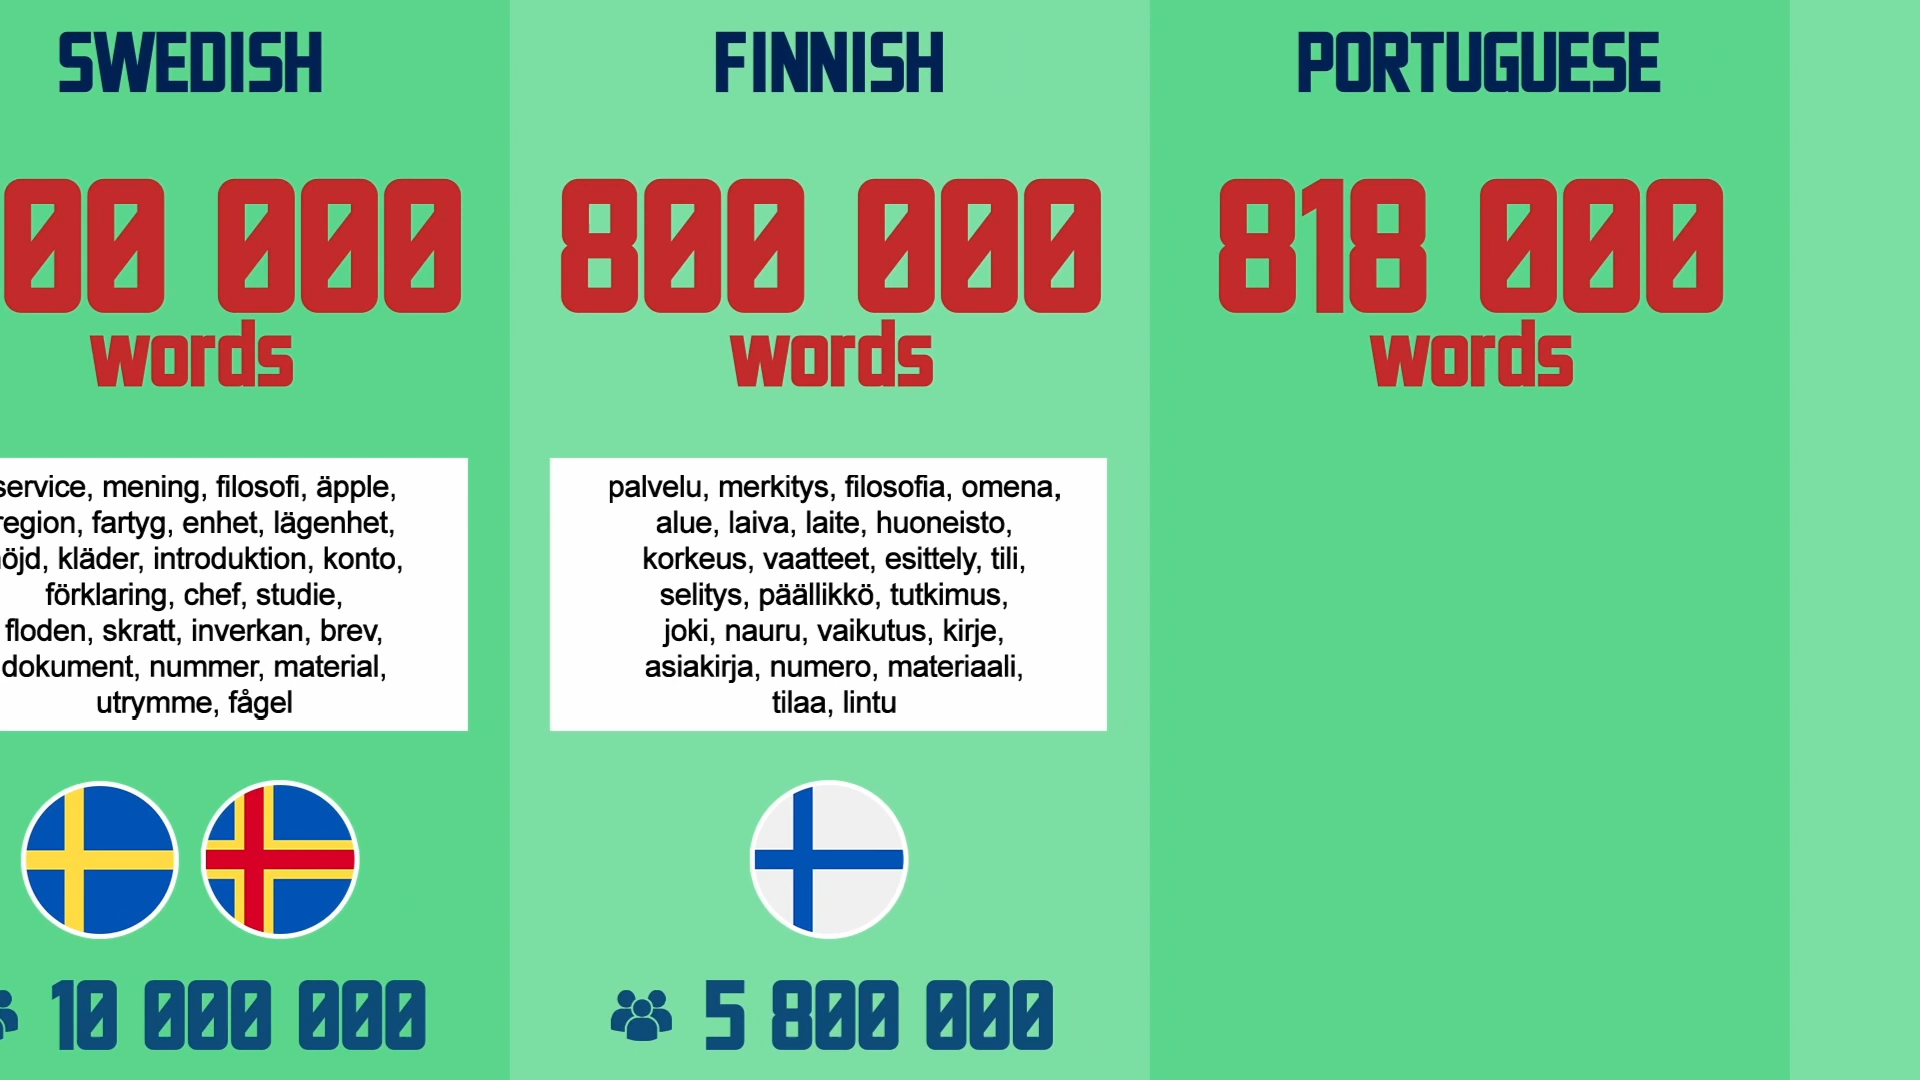 SWEDISH
00 000
words
service, mening, filosofi, äpple,
region, fartyg, enhet, lägenhet,
kläder, introduktion, konto,
förklaring, chef, studie,
floden, skratt, inverkan, brev,
dokument, nummer, material,
utrymme, fågel
10 000 000
FINNISH
800 000
words
palvelu, merkitys, filosofia, omena,
alue, laiva, laite, huoneisto,
korkeus, vaatteet, esittely, tili,
selitys, päällikkö, tutkimus,
joki, nauru, vaikutus, kirje,
asiakirja, numero, materiaali,
tilaa, lintu
5 800 000
PORTUGUESE
818 000
words